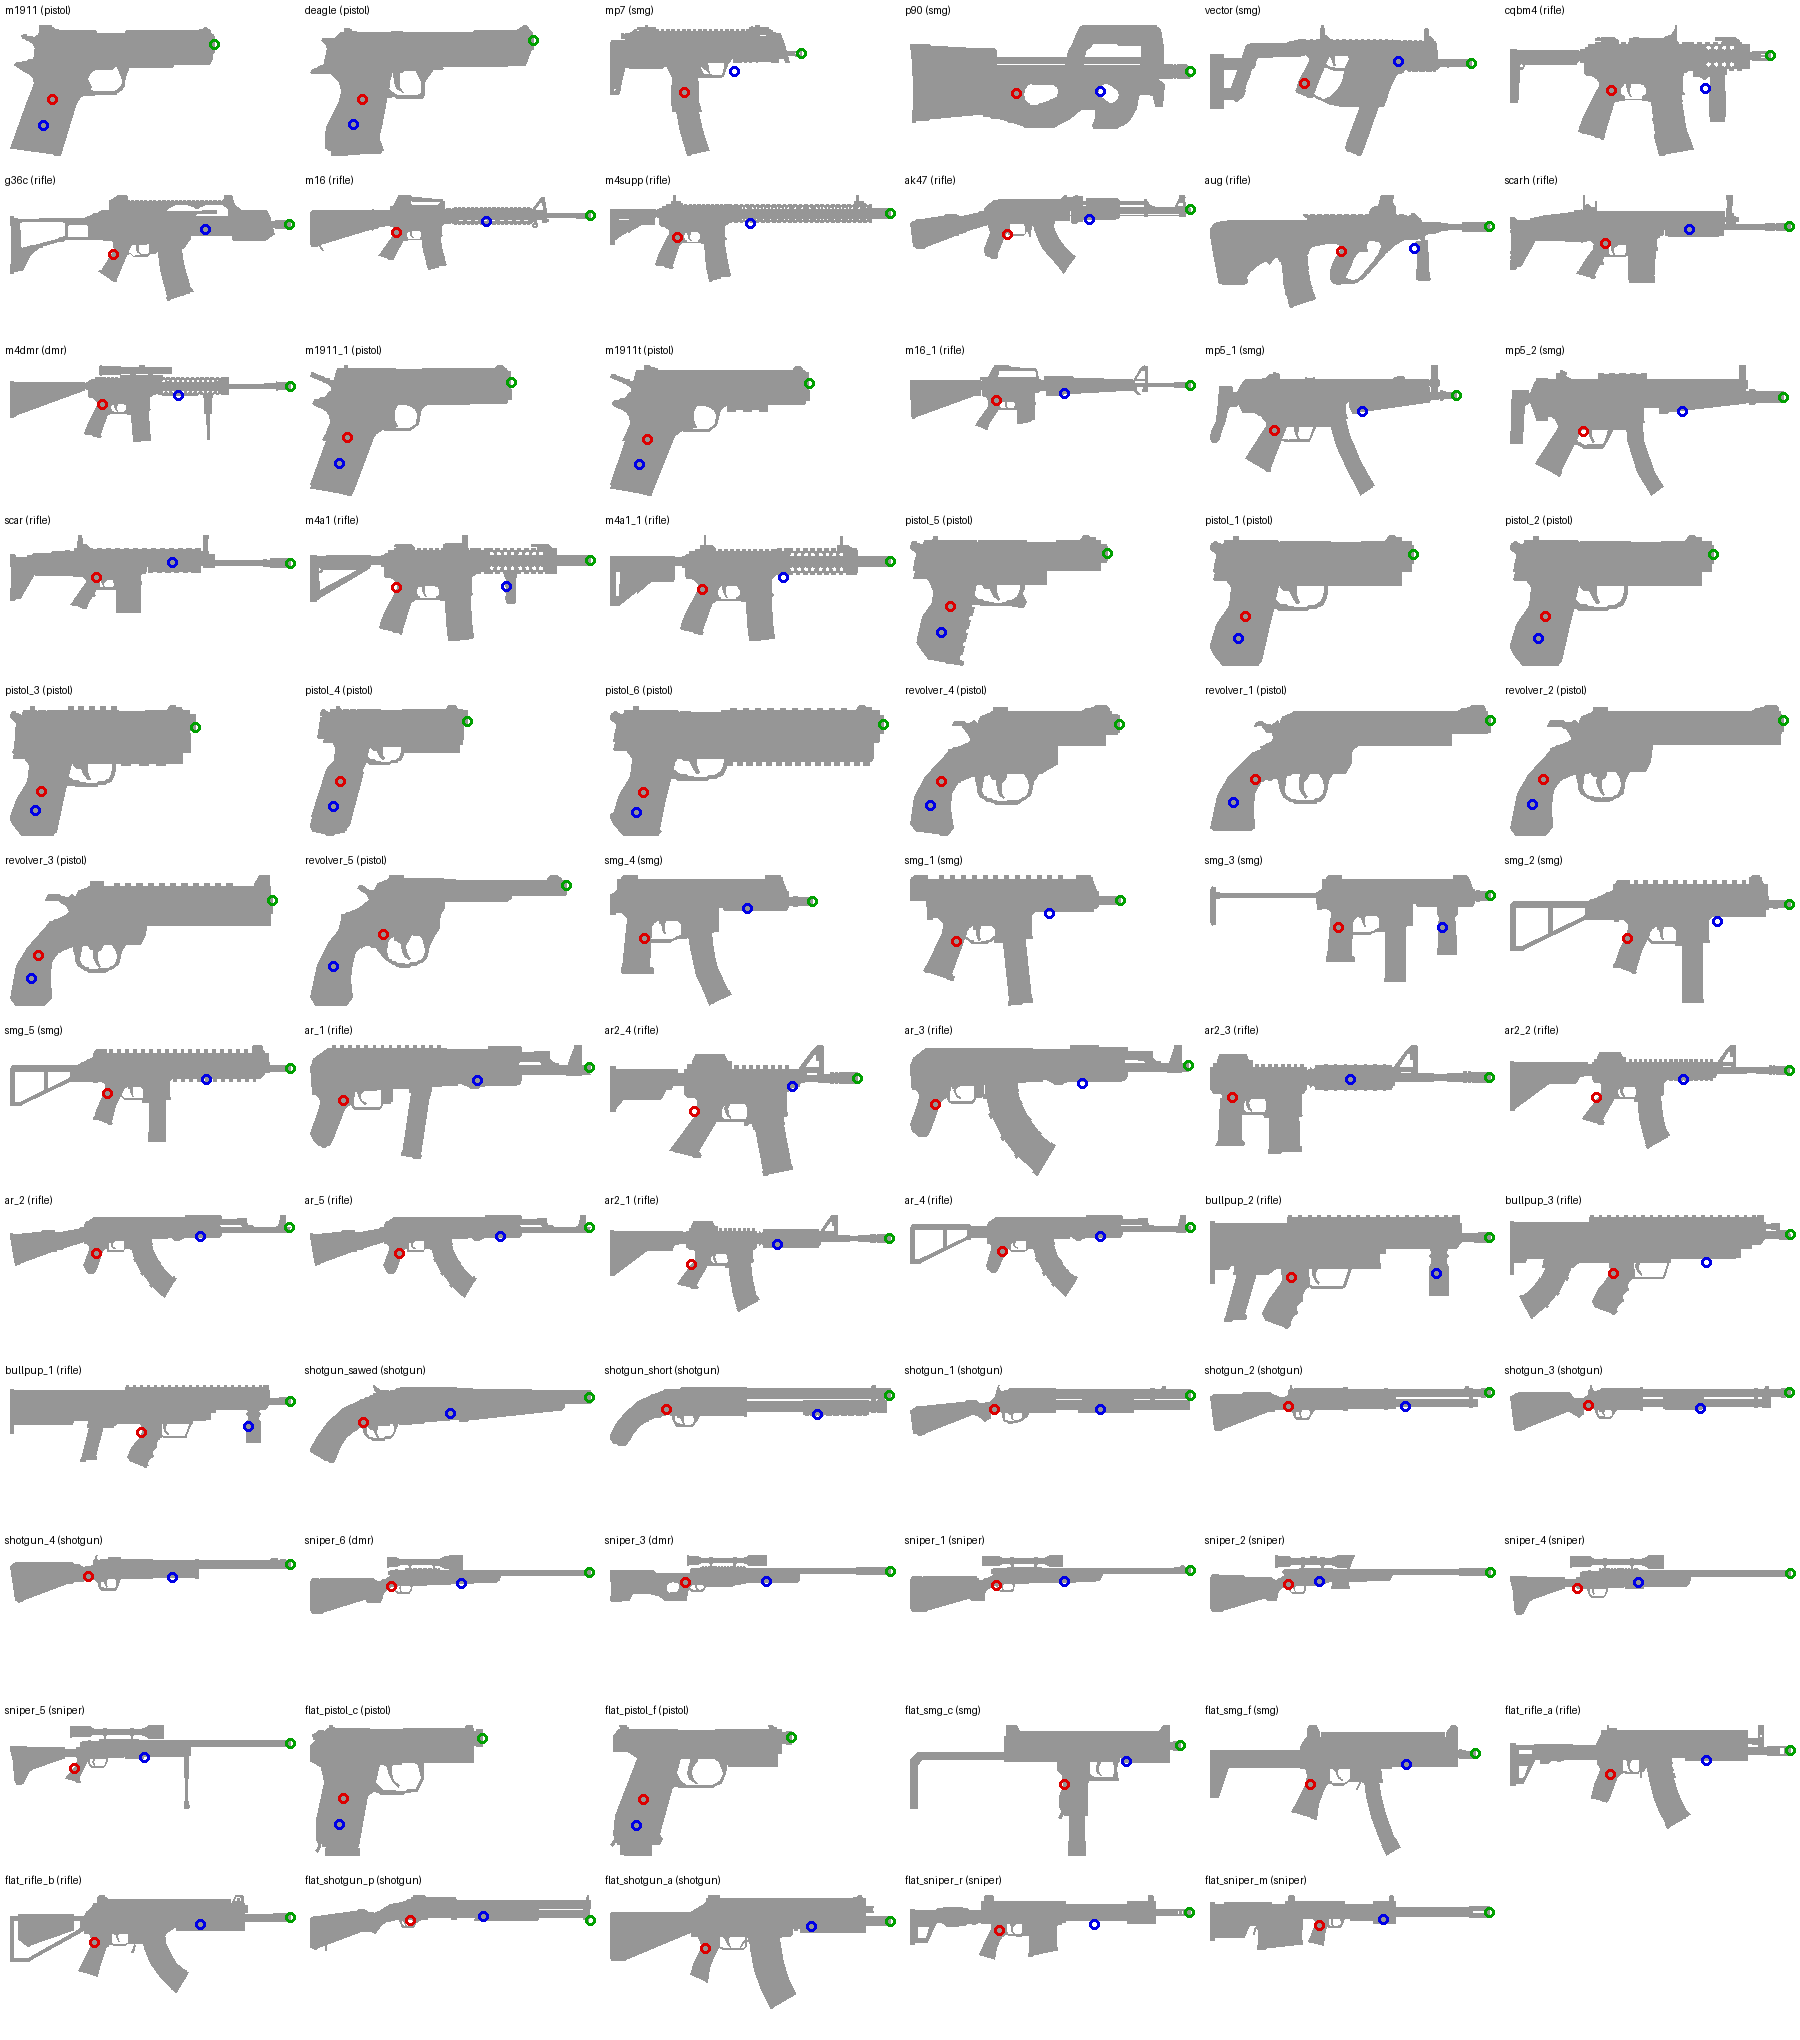 m1911 (pistol)
deagle (pistol)
mp7 (smg)
p90 (smg)
vector (smg)
cqbm4 (rifle)
g36c (rifle)
m16 (rifle)
m4supp (rifle)
ak47 (rifle)
aug (rifle)
scarh (rifle)
m4dmr (dmr)
m1911_1 (pistol)
m1911t (pistol)
m16_1 (rifle)
mp5_1 (smg)
mp5_2 (smg)
scar (rifle)
m4a1 (rifle)
m4a1_1 (rifle)
pistol_5 (pistol)
pistol_1 (pistol)
pistol_2 (pistol)
pistol_3 (pistol)
pistol_4 (pistol)
pistol_6 (pistol)
revolver_4 (pistol)
revolver_1 (pistol)
revolver_2 (pistol)
revolver_3 (pistol)
revolver_5 (pistol)
smg_4 (smg)
smg_1 (smg)
smg_3 (smg)
smg_2 (smg)
smg_5 (smg)
ar_1 (rifle)
ar2_4 (rifle)
ar_3 (rifle)
ar2_3 (rifle)
ar2_2 (rifle)
ar_2 (rifle)
ar_5 (rifle)
ar2_1 (rifle)
ar_4 (rifle)
bullpup_2 (rifle)
bullpup_3 (rifle)
bullpup_1 (rifle)
shotgun_sawed (shotgun)
shotgun_short (shotgun)
shotgun_1 (shotgun)
shotgun_2 (shotgun)
shotgun_3 (shotgun)
shotgun_4 (shotgun)
sniper_6 (dmr)
sniper_3 (dmr)
sniper_1 (sniper)
sniper_2 (sniper)
sniper_4 (sniper)
sniper_5 (sniper)
flat_pistol_c (pistol)
flat_pistol_f (pistol)
flat_smg_c (smg)
flat_smg_f (smg)
flat_rifle_a (rifle)
flat_rifle_b (rifle)
flat_shotgun_p (shotgun)
flat_shotgun_a (shotgun)
flat_sniper_r (sniper)
flat_sniper_m (sniper)